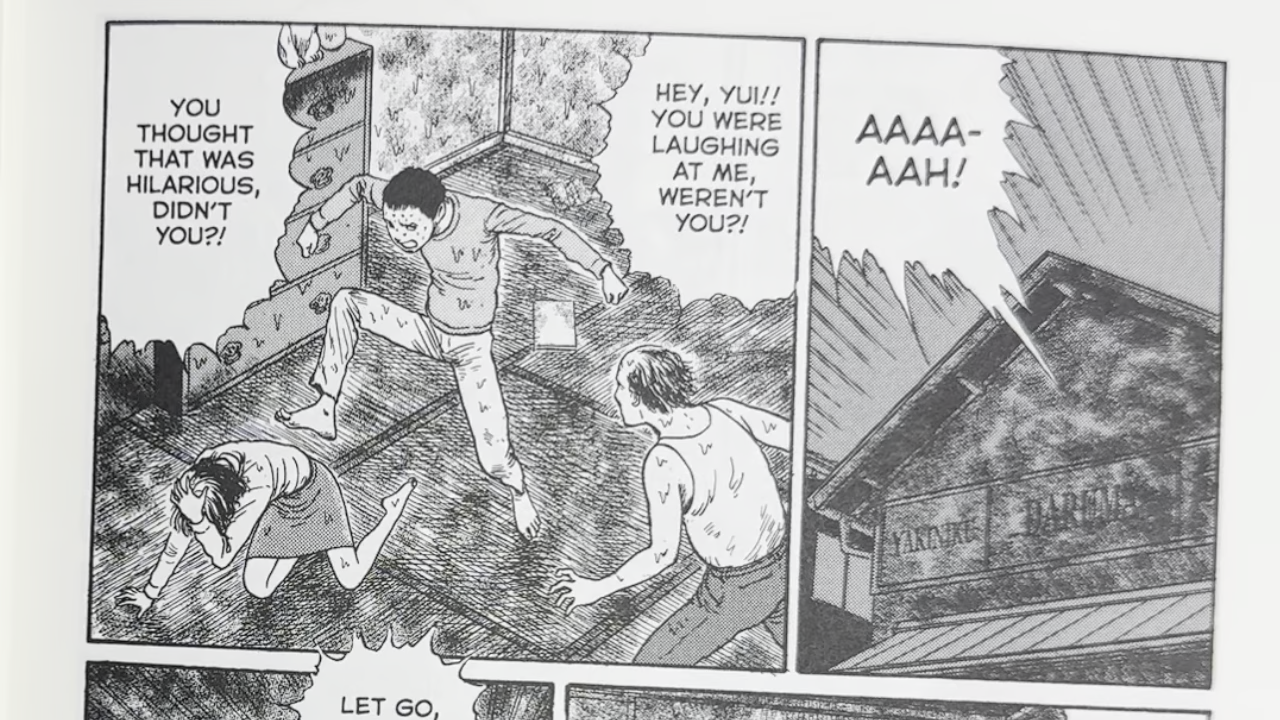 AAAA-
AAH!
YAKINIKU DARUMA
HEY, YUI!!
YOU WERE
LAUGHING
AT ME,
WEREN'T
YOU?!
YOU
THOUGHT
THAT WAS
HILARIOUS,
DIDN'T
YOU?!
LET GO,